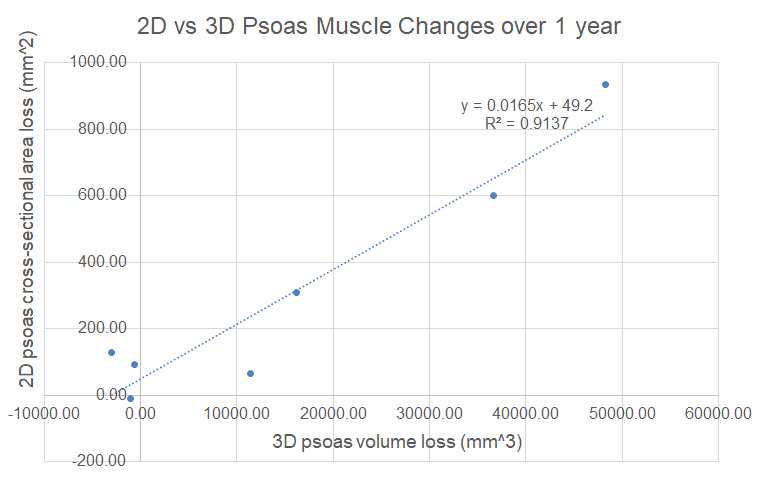 2D vs 3D Psoas Muscle Changes over 1 year
2D psoas cross-sectional area loss (mm^2)
1000.00
800.00
600.00
400.00
200.00
0.00
-200.00
y = 0.0165x + 49.2
R² = 0.9137
-10000.00 0.00 10000.00 20000.00 30000.00 40000.00 50000.00 60000.00
3D psoas volume loss (mm^3)